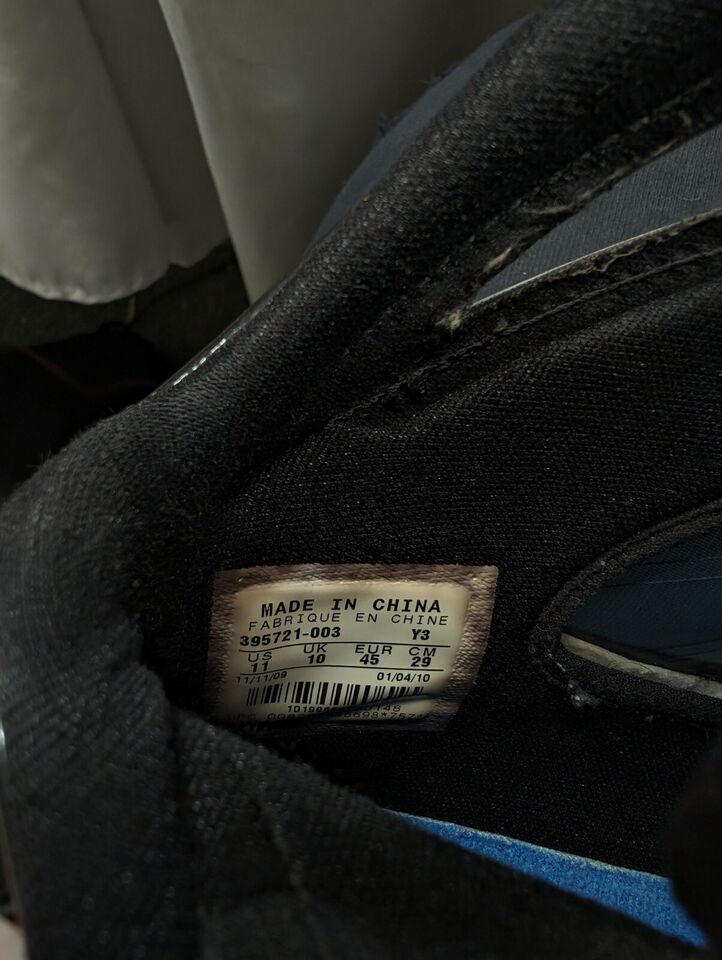 MADE IN CHINA
FABRIQUE EN CHINE
395721-003 Y3
US UK EUR CM
11 10 45 29
11/11/09 01/04/10